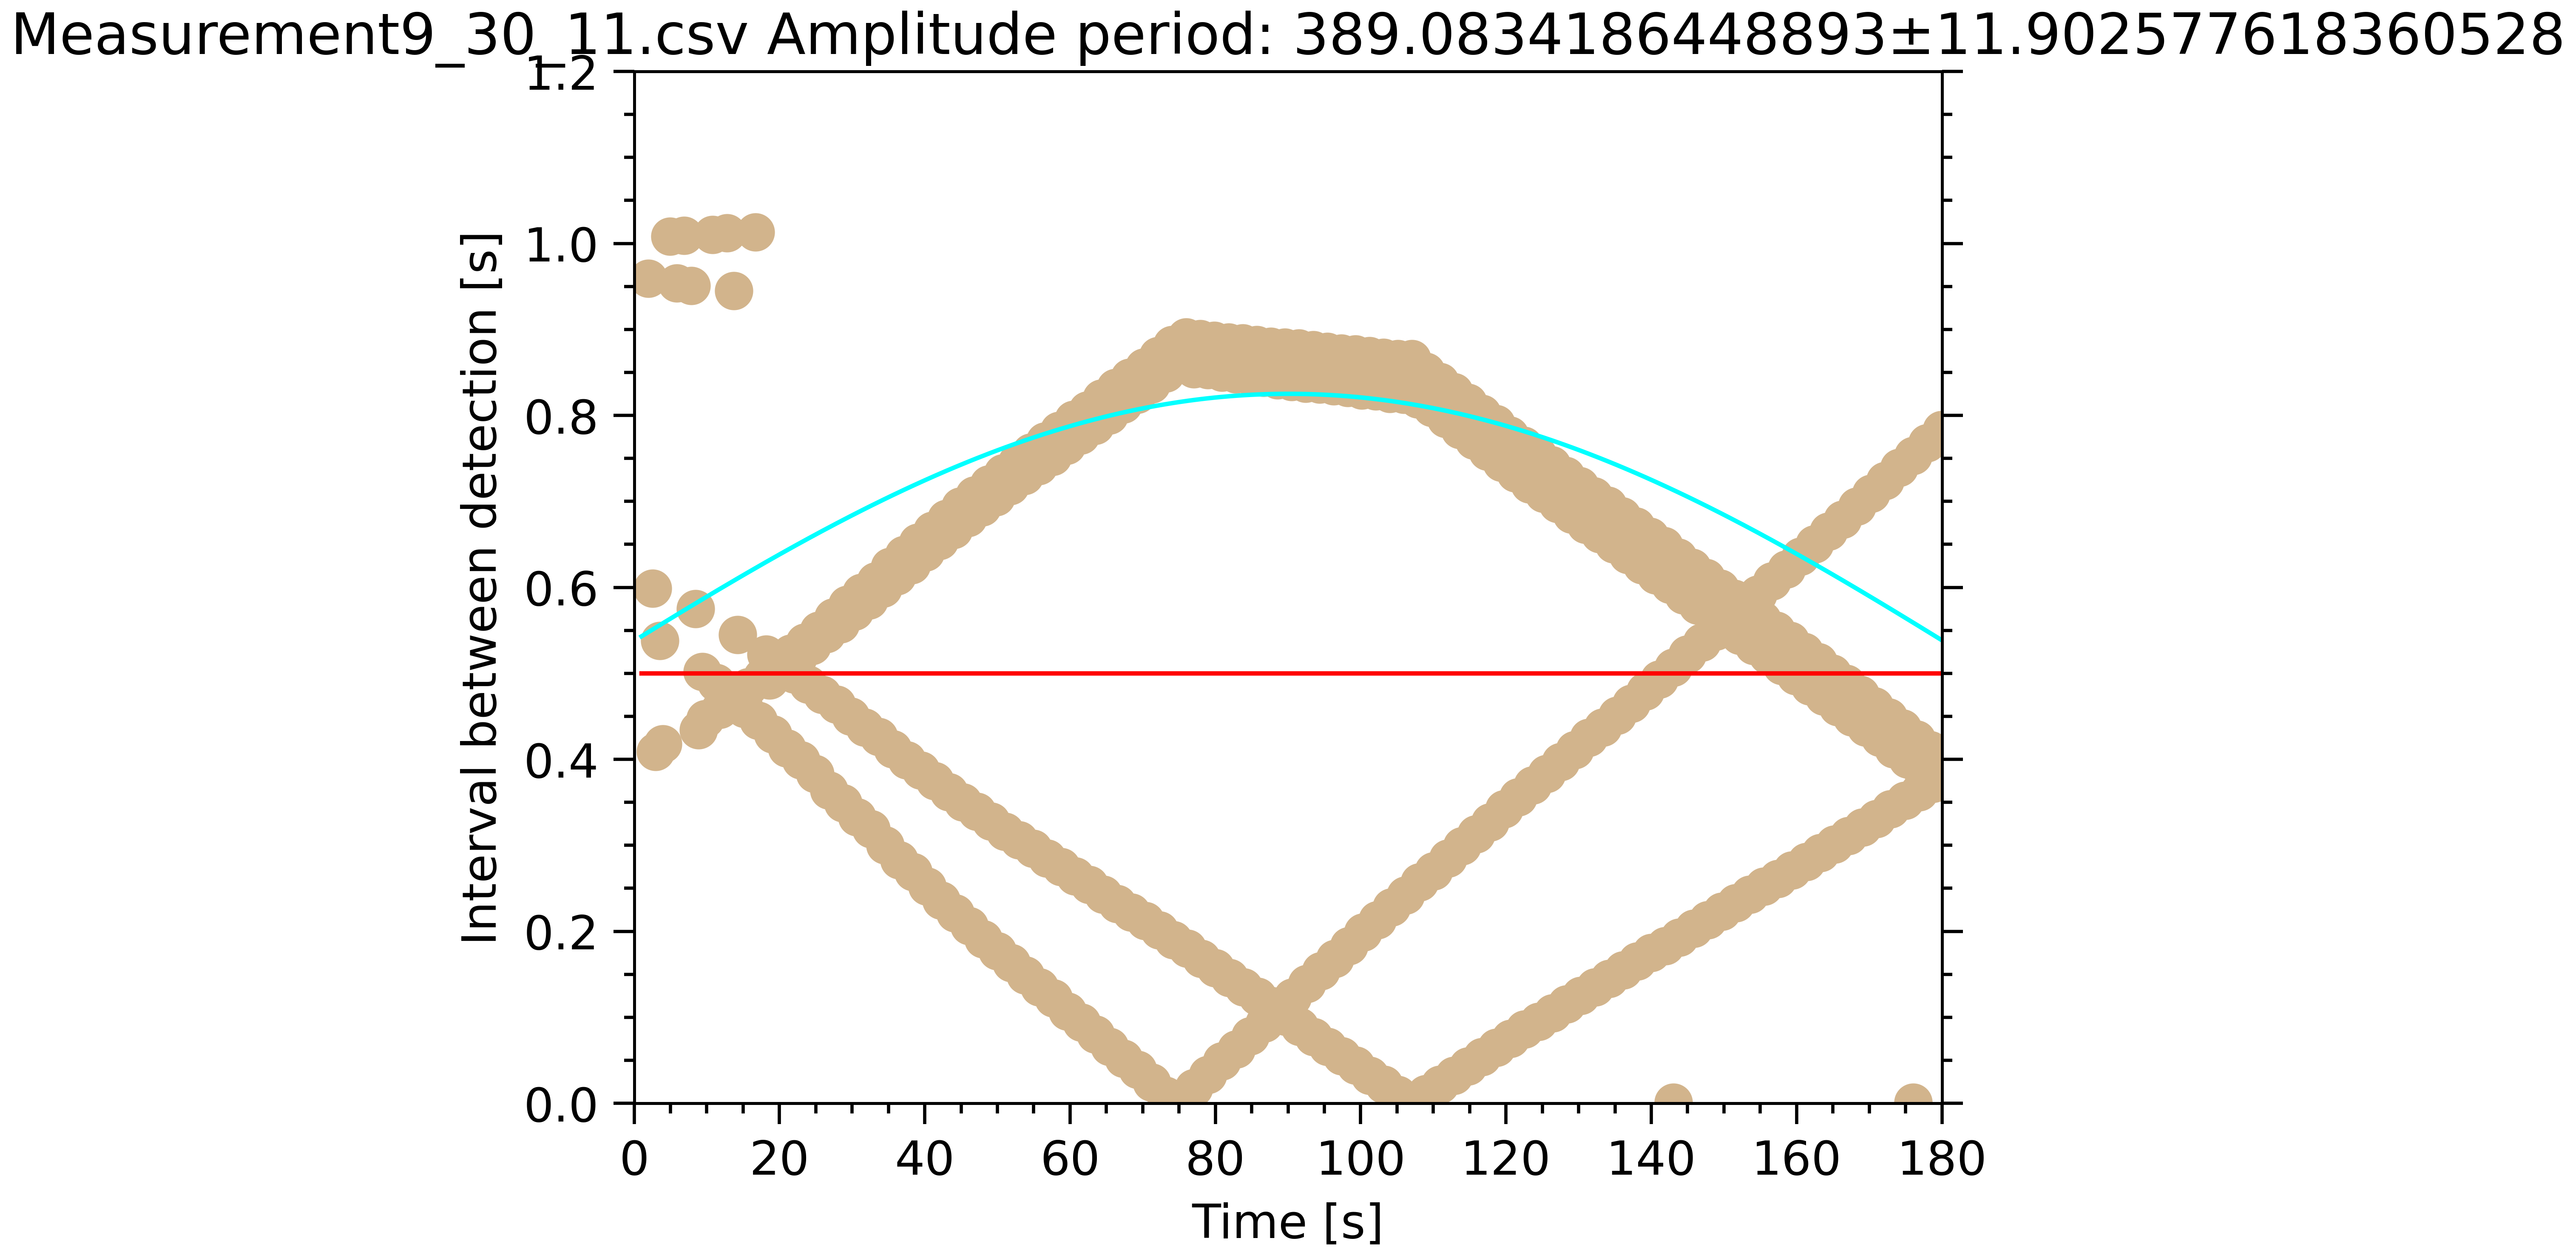 Measurement9_30_11.csv Amplitude period: 389.0834186448893±11.902577618360528
1.2
1.0
0.8
0.6
0.4
0.2
0.0
Interval between detection [s]
0 20 40 60 80 100 120 140 160 180
Time [s]